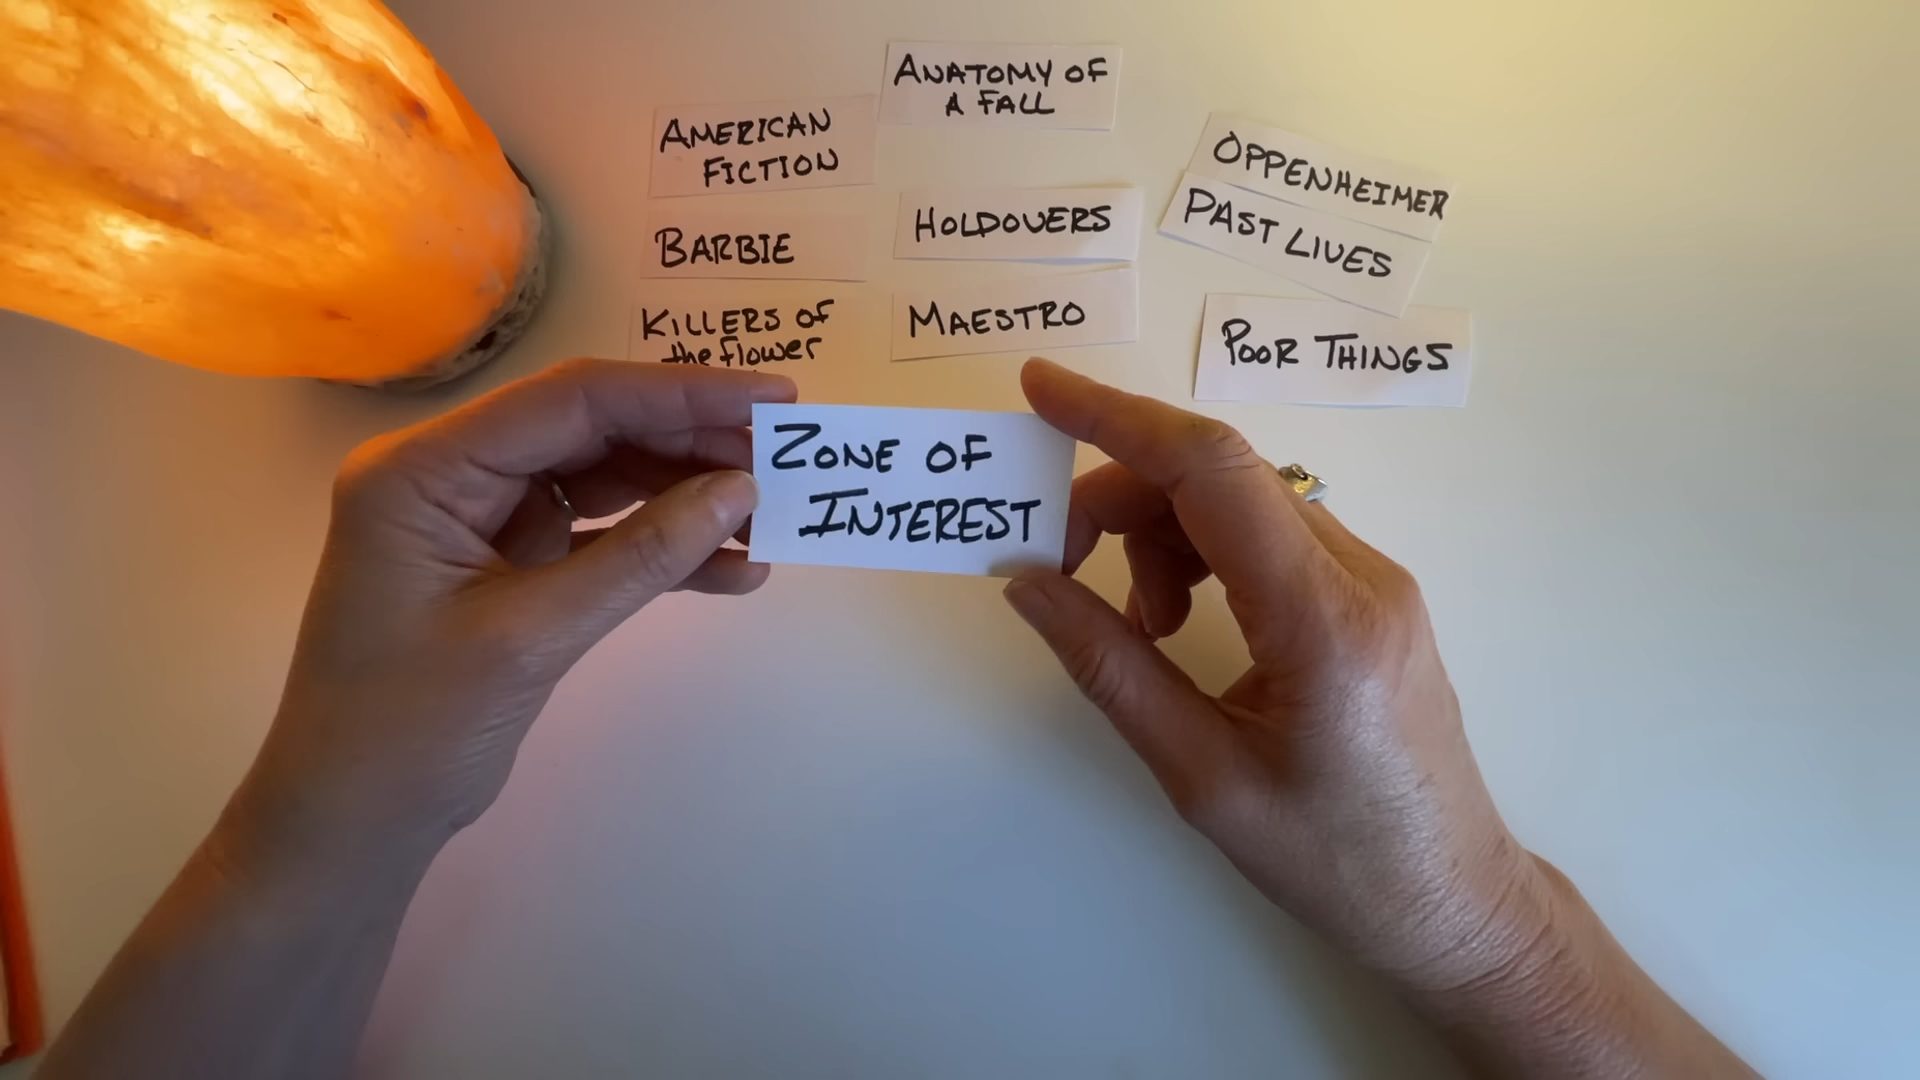 AMERICAN
FICTION
BARBIE
KILLERS OF
the flower
ANATOMY OF
A FALL
HOLDOVERS
MAESTRO
OPPENHEIMER
PAST LIVES
POOR THINGS
ZONE OF
INTEREST